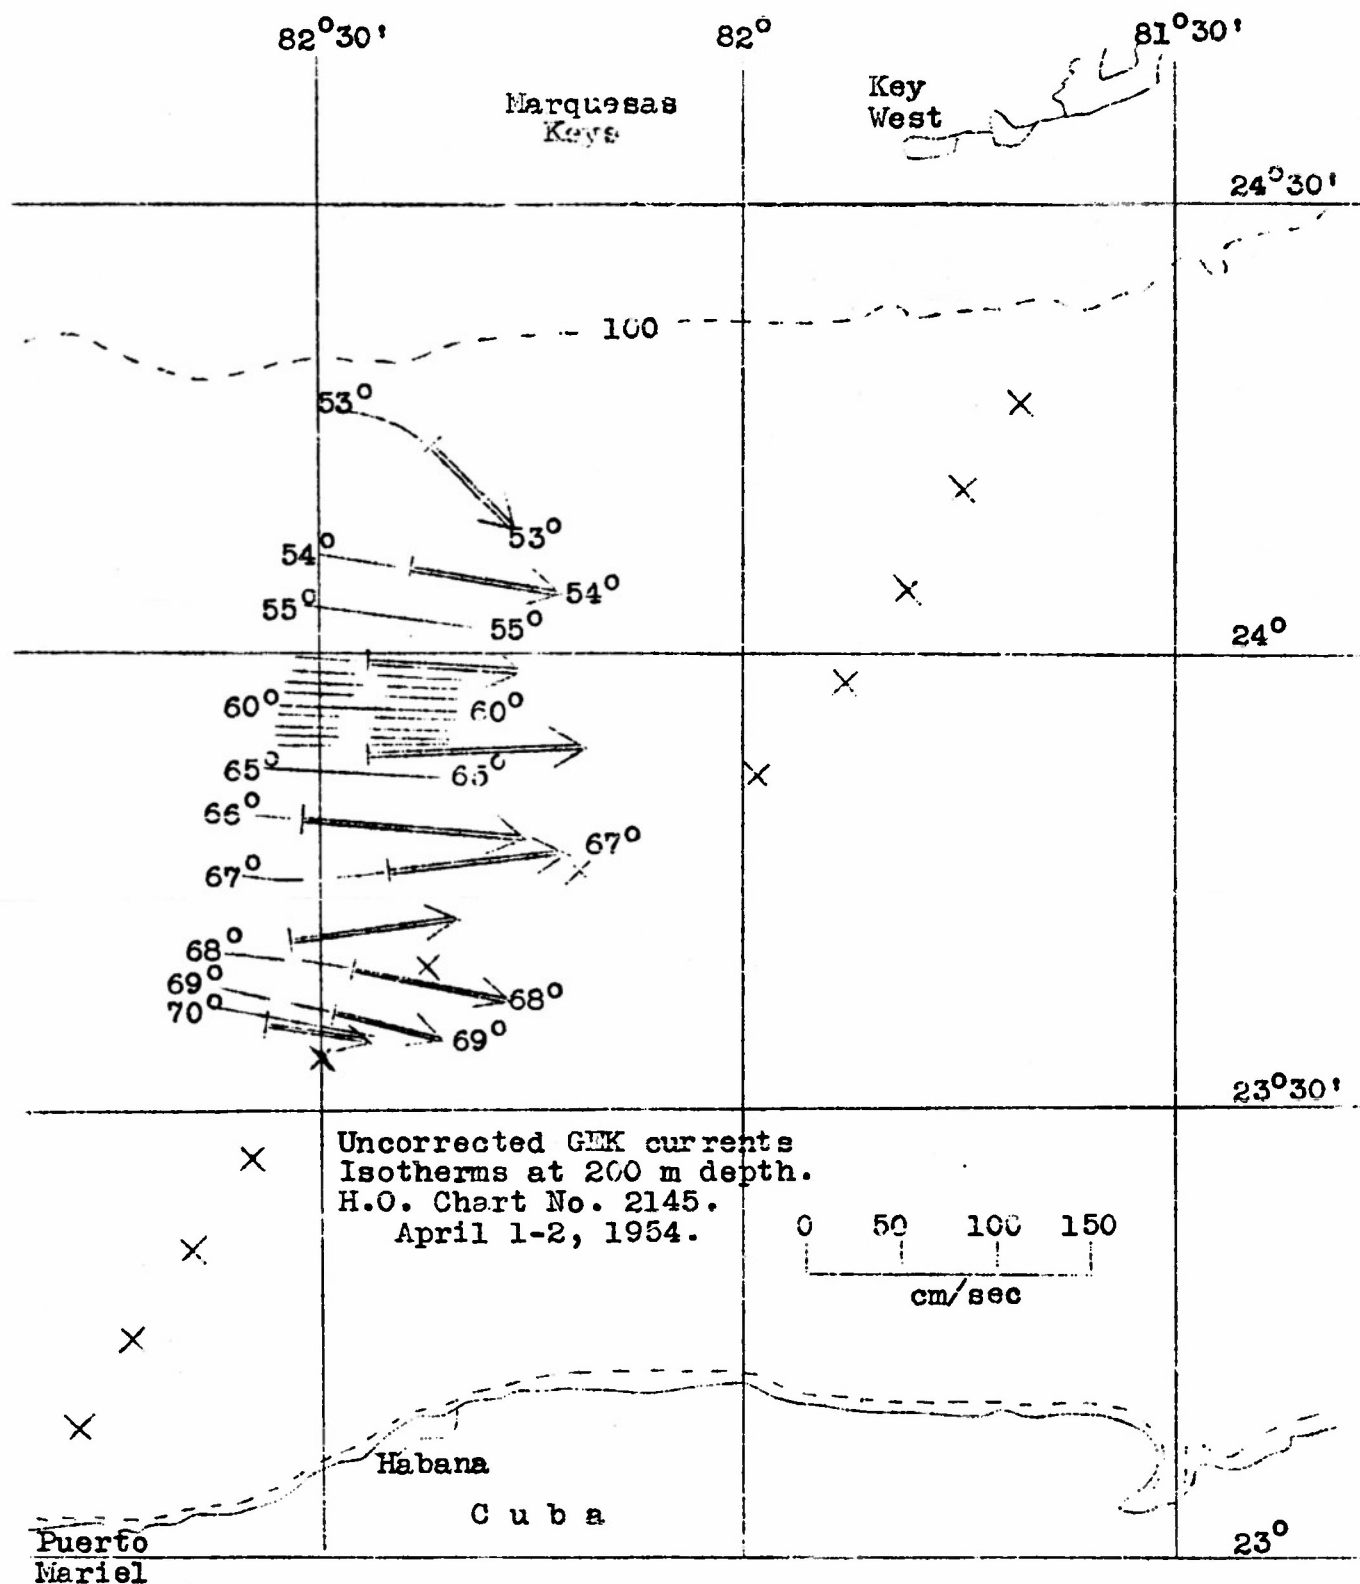 82°30'
82°
81°30'
Marquesas
Keys
Key
West
24°30'
100
53°
53°
54°
54°
55°
55°
24°
60°
60°
65°
65°
66°
67°
67°
68°
68°
69°
70°
69°
23°30'
Uncorrected GEK currents
Isotherms at 200 m depth.
H.O. Chart No. 2145.
April 1-2, 1954.
0 50 100 150
cm/sec
Habana
Cuba
Puerto
Mariel
23°